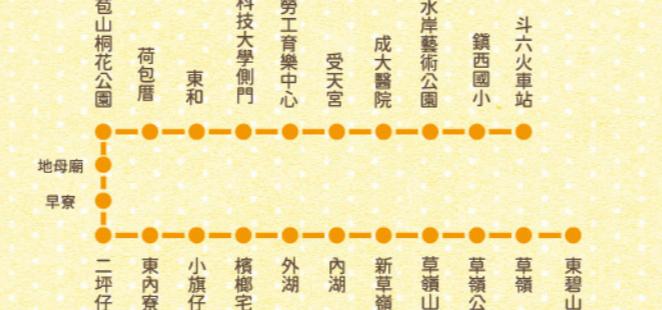 包山桐花公園
荷包厝
東和
科技大學側門
勞工育樂中心
受天宮
成大醫院
水岸藝術公園
鎮西國小
斗六火車站
地母廟
早寮
二坪仔
東內寮
小旗仔
檳榔宅
外湖
內湖
新草嶺
草嶺山
草嶺公
草嶺
東碧山